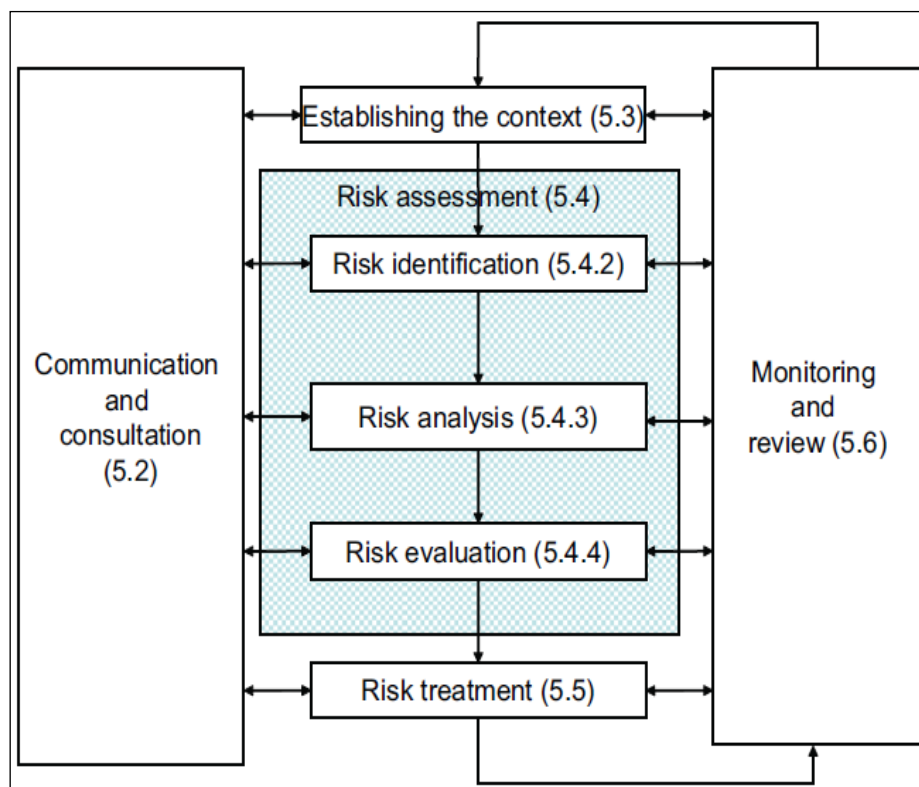 Establishing the context (5.3)
Risk assessment (5.4)
Risk identification (5.4.2)
Communication
and
consultation
(5.2)
Risk analysis (5.4.3)
Monitoring
and
review (5.6)
Risk evaluation (5.4.4)
Risk treatment (5.5)